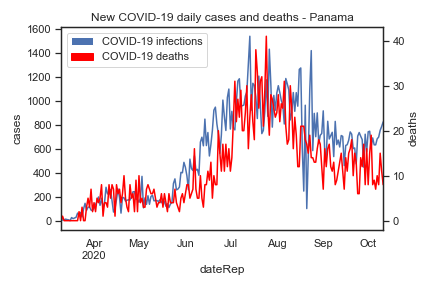 New COVID-19 daily cases and deaths - Panama
COVID-19 infections
COVID-19 deaths
1600
1400
1200
1000
800
600
400
200
0
cases
40
30
20
10
0
deaths
Apr May Jun Jul Aug Sep Oct
2020
dateRep